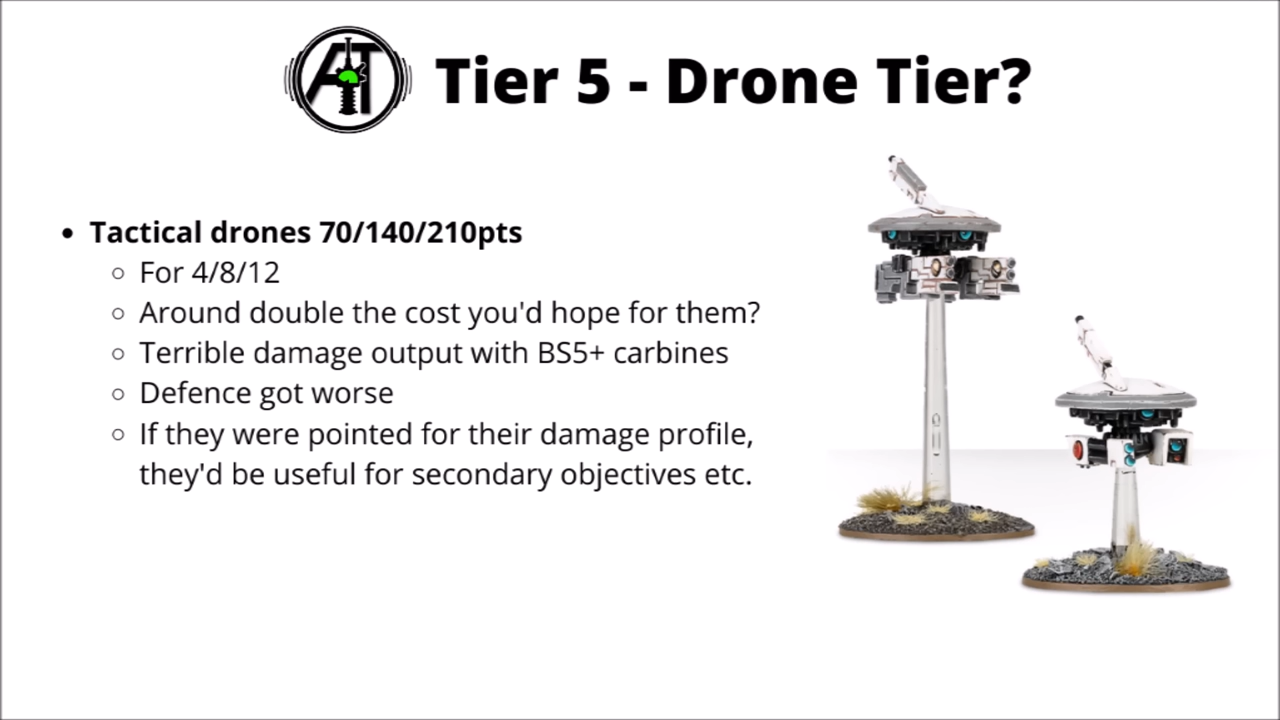 AT
Tier 5 - Drone Tier?
• Tactical drones 70/140/210pts
○ For 4/8/12
○ Around double the cost you'd hope for them?
○ Terrible damage output with BS5+ carbines
○ Defence got worse
○ If they were pointed for their damage profile,
they'd be useful for secondary objectives etc.